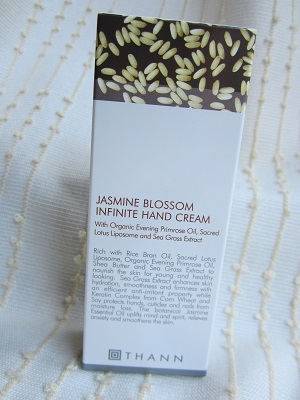 JASMINE BLOSSOM
INFINITE HAND CREAM
With Organic Evening Primrose Oil, Sacred
Lotus Liposome and Sea Grass Extract
Rich with Rice Bran Oil, Sacred Lotus
Liposome, Organic Evening Primrose Oil,
Shea Butter and Sea Grass Extract to
nourish the skin for young and healthy
looking. Sea Grass Extract enhances skin
hydration, smoothness and firmness with
an efficient anti-irritant property while
Keratin Complex from Corn Wheat and
Soy protects hands, cuticles and nails from
moisture loss. The botanical Jasmine
Essential Oil uplifts mind and spirit, relieves
anxiety and smoothens the skin.
THANN